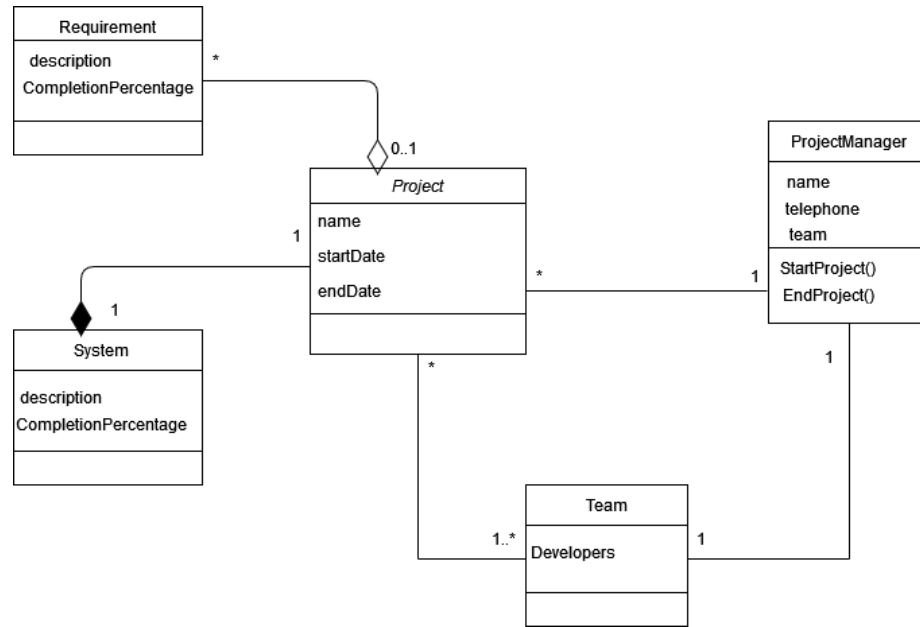 Requirement
description
CompletionPercentage
*
0..1
Project
name
startDate
endDate
1
1
System
description
CompletionPercentage
*
1
ProjectManager
name
telephone
team
StartProject()
EndProject()
1
*
1..*
Team
Developers
1